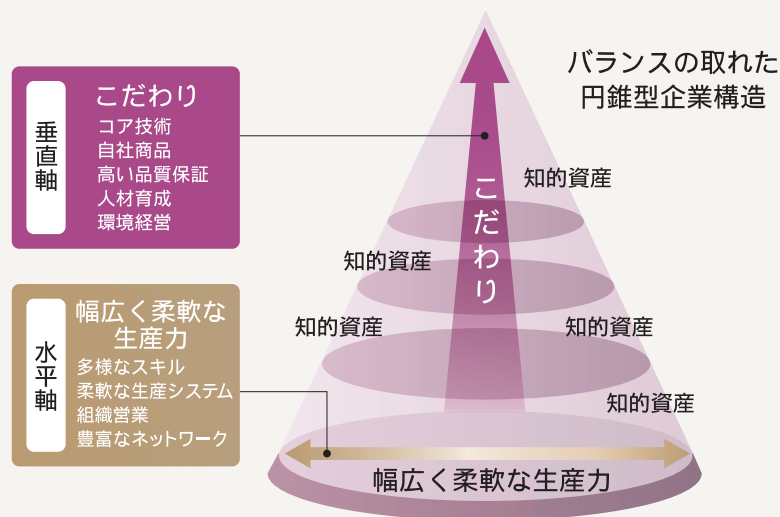 バランスの取れた
円錐型企業構造
垂直軸
こだわり
コア技術
自社商品
高い品質保証
人材育成
環境経営
水平軸
幅広く柔軟な
生産力
多様なスキル
柔軟な生産システム
組織営業
豊富なネットワーク
こだわり
知的資産
知的資産
知的資産
知的資産
知的資産
幅広く柔軟な生産力